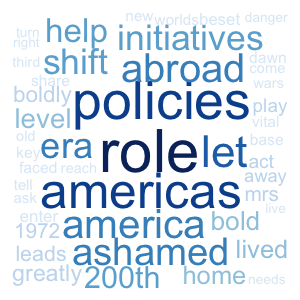 new worlds beset danger
help initiatives
turn
right
shift abroad dawn
third come
share wars
boldly policies play
level vital
old era role let base
key act
faced reach away
tell americas mrs
ask live
enter america bold
1972 ashamed lived
leads
greatly 200th home needs